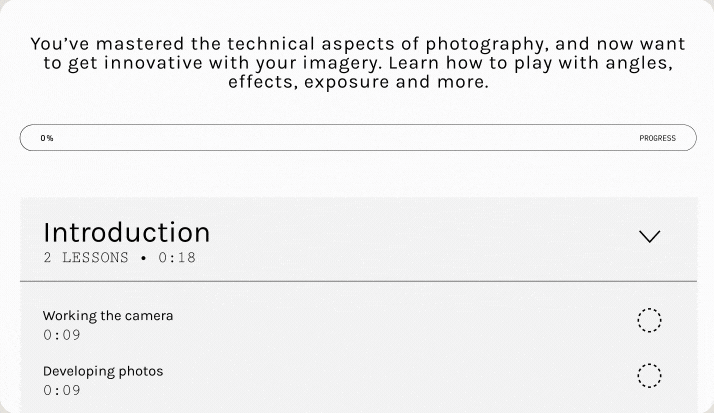 You’ve mastered the technical aspects of photography, and now want
to get innovative with your imagery. Learn how to play with angles,
effects, exposure and more.
0%
PROGRESS
Introduction
2 LESSONS • 0:18
Working the camera
0:09
Developing photos
0:09